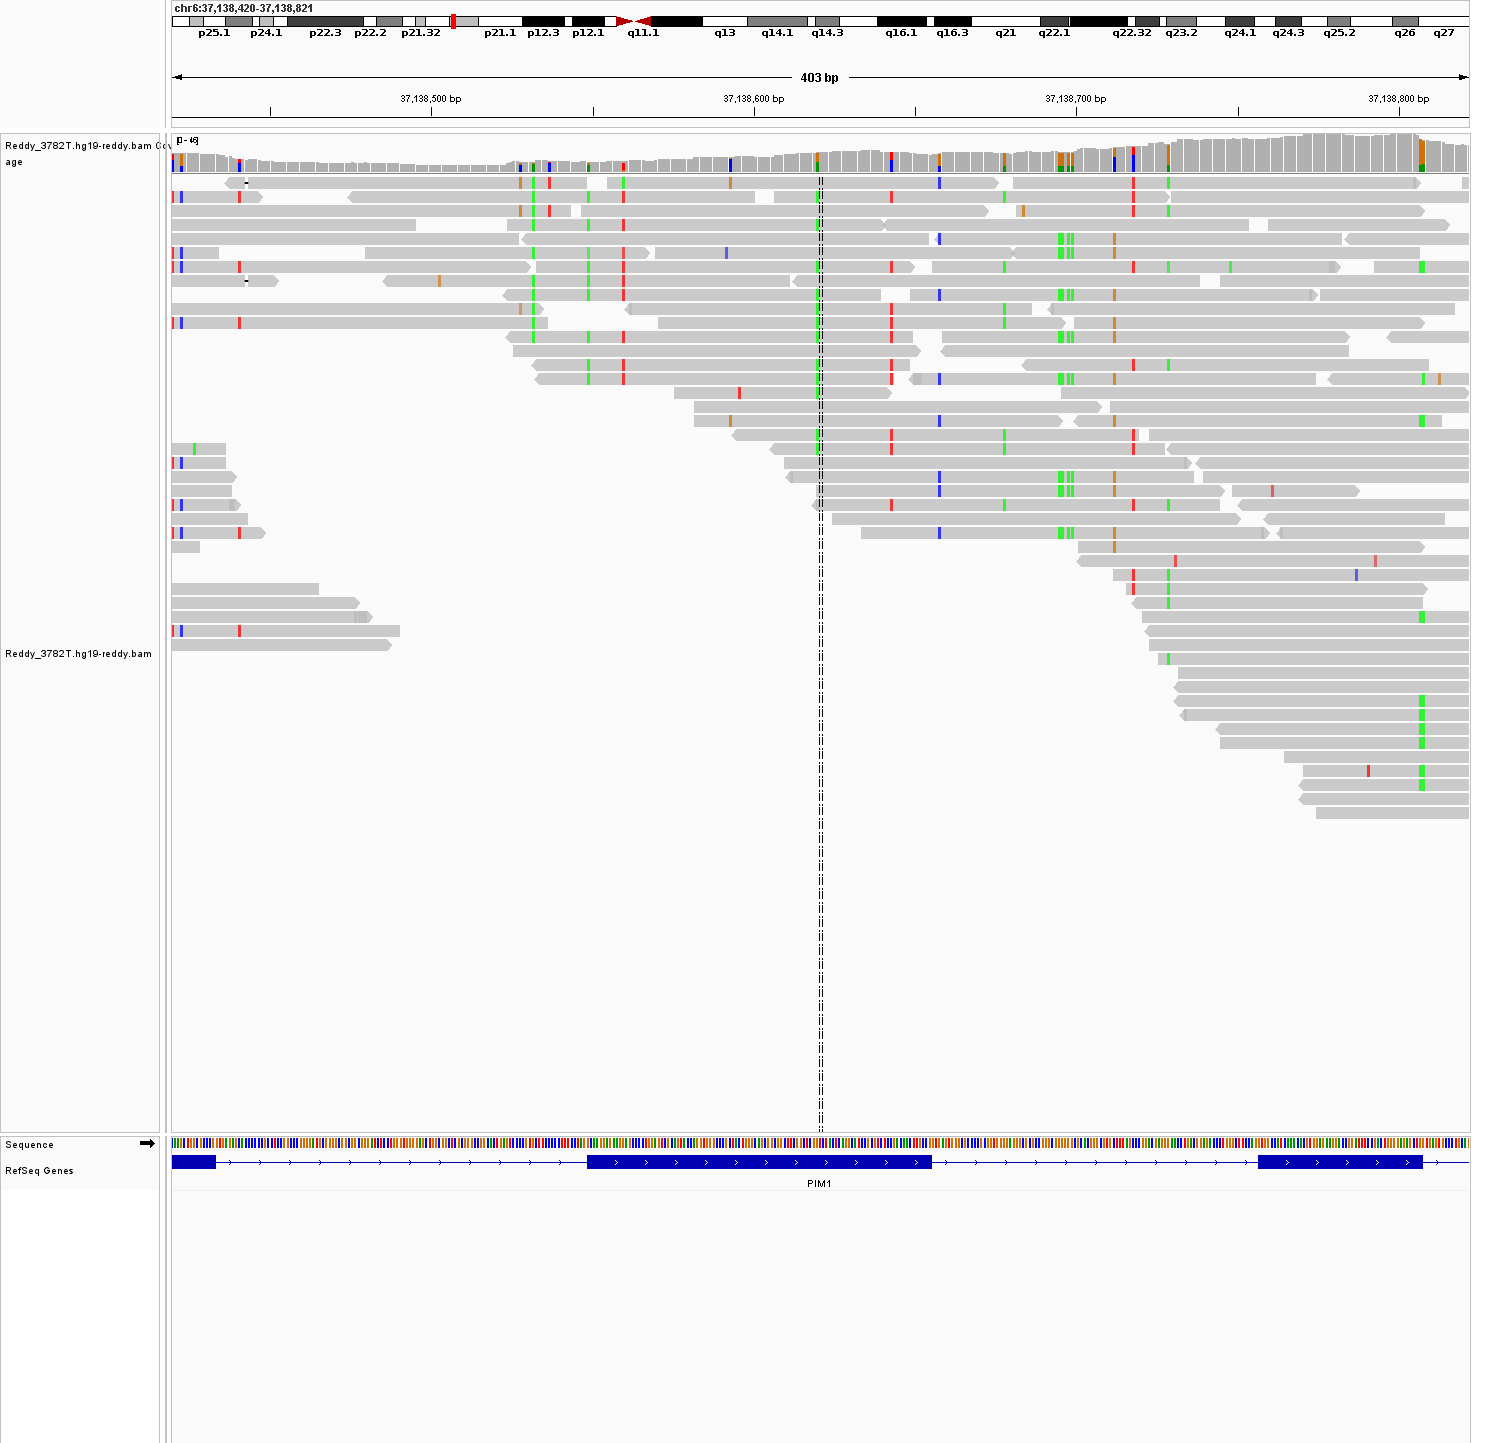 chr6:37,138,420-37,138,821
p25.1 p24.1 p22.3 p22.2 p21.32 p21.1 p12.3 p12.1 q11.1 q13 q14.1 q14.3 q16.1 q16.3 q21 q22.1 q22.32 q23.2 q24.1 q24.3 q25.2 q26 q27
403 bp
37,138,500 bp 37,138,600 bp 37,138,700 bp 37,138,800 bp
[0 - 46]
Reddy_3782T.hg19-reddy.bam Cov
age
Reddy_3782T.hg19-reddy.bam
Sequence
RefSeq Genes
PIM1